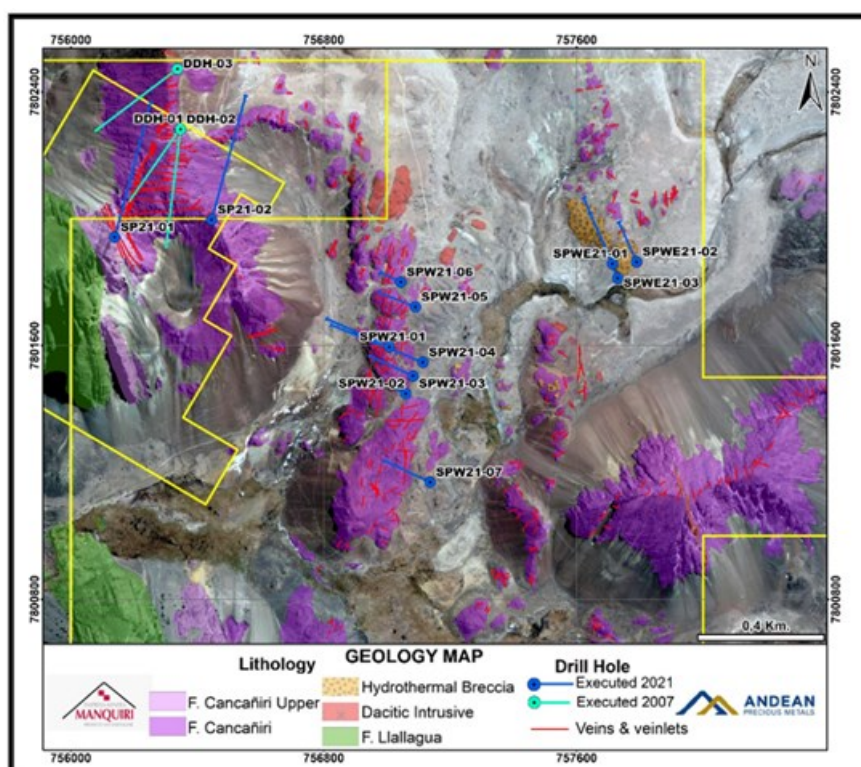 756000 756800 757600
N
DDH-03
7802400 7802400
DDH-01 DDH-02
SP21-02
SP21-01
SPWE21-02
SPWE21-01
SPWE21-03
SPW21-06
SPW21-05
SPW21-01
7801600 7801600
SPW21-04
SPW21-02 SPW21-03
SPW21-07
7800800 7800800
0,4 Km.
GEOLOGY MAP
Lithology
Drill Hole
F. Cancañiri Upper
F. Cancañiri
Hydrothermal Breccia
Dacitic Intrusive
F. Llallagua
Executed 2021
Executed 2007
Veins & veinlets
MANQUIRI
ANDEAN
PRECIOUS METALS
756000 756800 757600